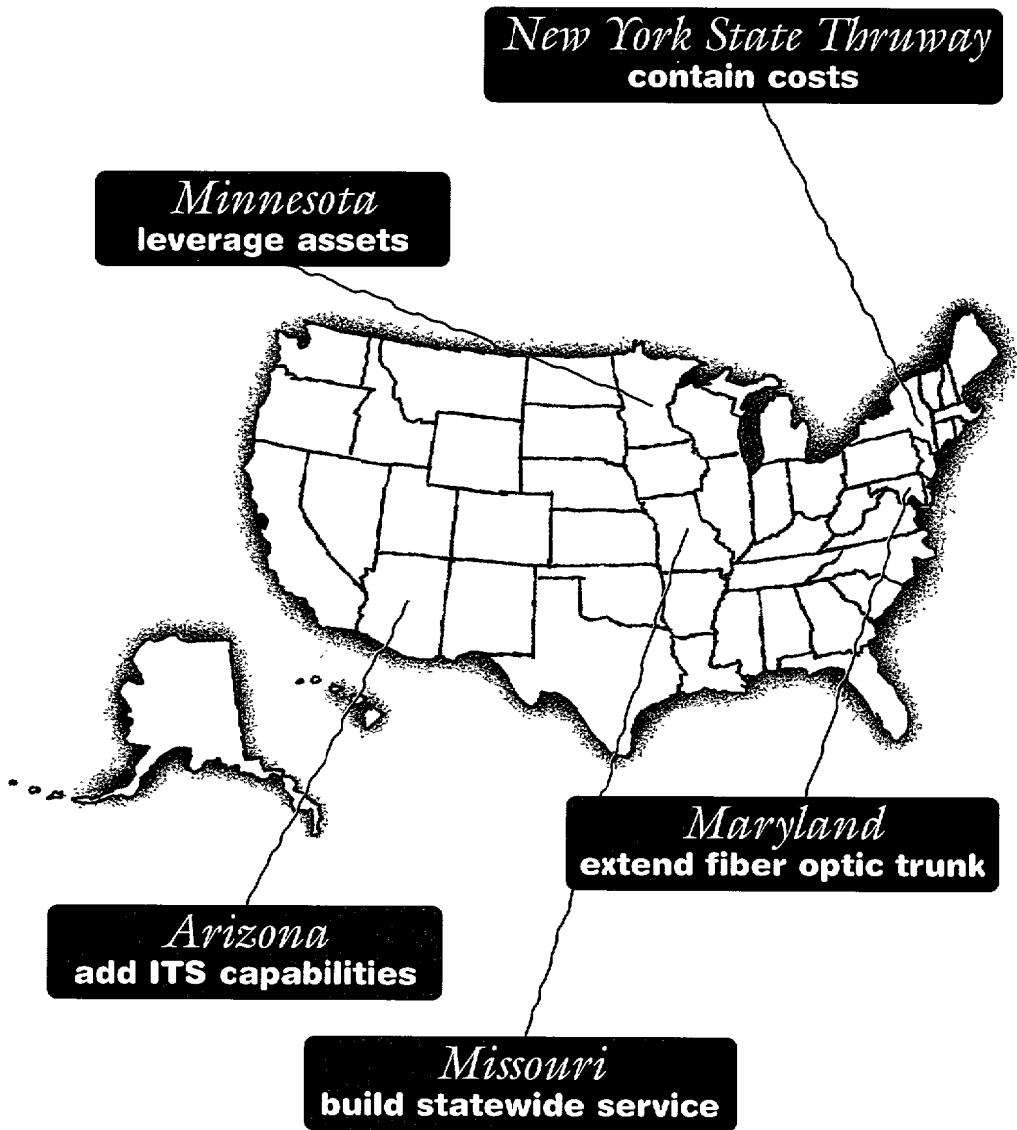 New York State Thruway
contain costs
Minnesota
leverage assets
Maryland
extend fiber optic trunk
Arizona
add ITS capabilities
Missouri
build statewide service